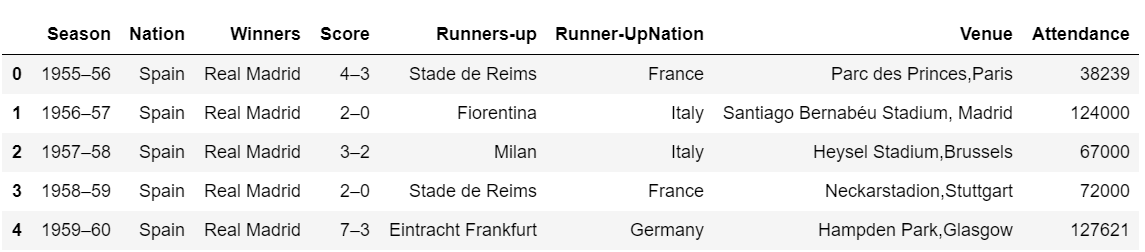 Season Nation Winners Score Runners-up Runner-UpNation Venue Attendance
0 1955–56 Spain Real Madrid 4–3 Stade de Reims France Parc des Princes,Paris 38239
1 1956–57 Spain Real Madrid 2–0 Fiorentina Italy Santiago Bernabéu Stadium, Madrid 124000
2 1957–58 Spain Real Madrid 3–2 Milan Italy Heysel Stadium,Brussels 67000
3 1958–59 Spain Real Madrid 2–0 Stade de Reims France Neckarstadion,Stuttgart 72000
4 1959–60 Spain Real Madrid 7–3 Eintracht Frankfurt Germany Hampden Park,Glasgow 127621